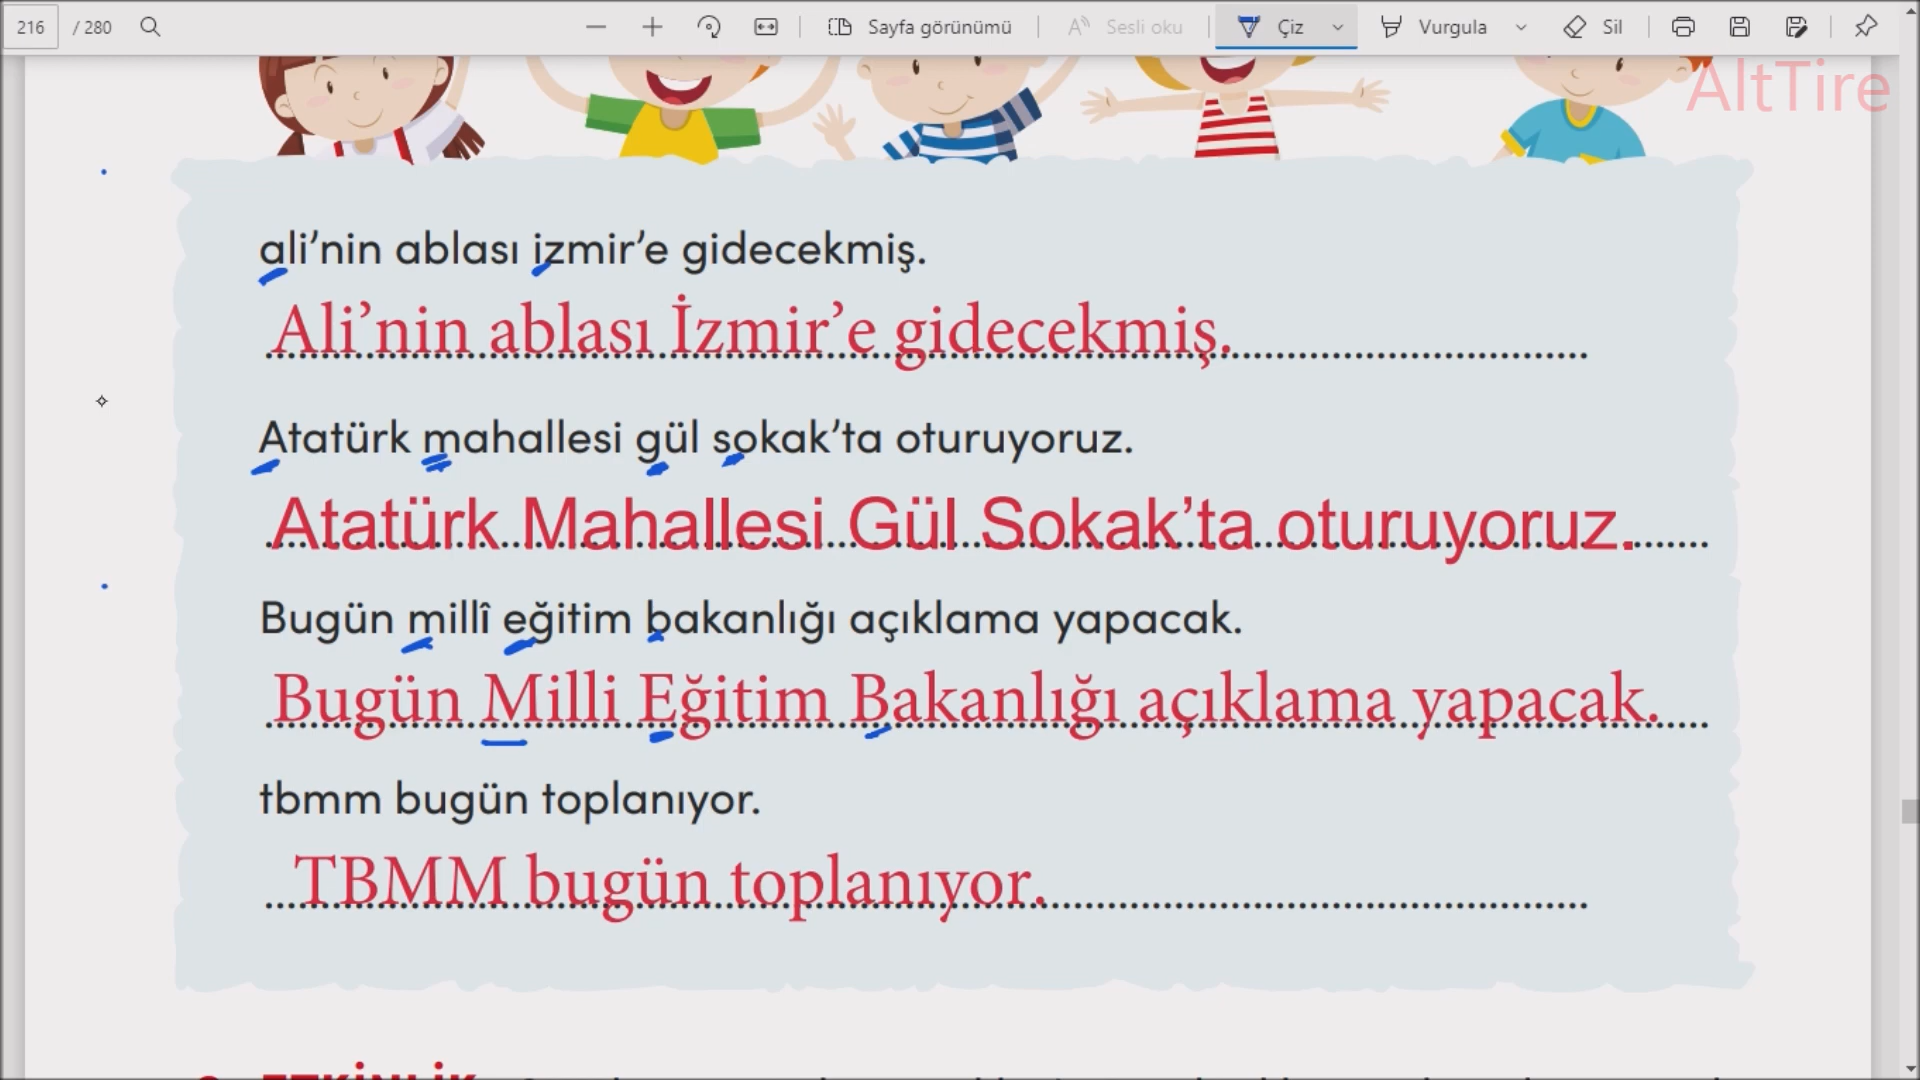 216 / 280 Sayfa görünümü Sesli oku Çiz Vurgula Sil
AltTire
ali’nin ablası izmir’e gidecekmiş.
Ali’nin ablası İzmir’e gidecekmiş.
Atatürk mahallesi gül sokak’ta oturuyoruz.
Atatürk Mahallesi Gül Sokak’ta oturuyoruz.
Bugün millî eğitim bakanlığı açıklama yapacak.
Bugün Milli Eğitim Bakanlığı açıklama yapacak.
tbmm bugün toplanıyor.
TBMM bugün toplanıyor.
ETKİNLİK